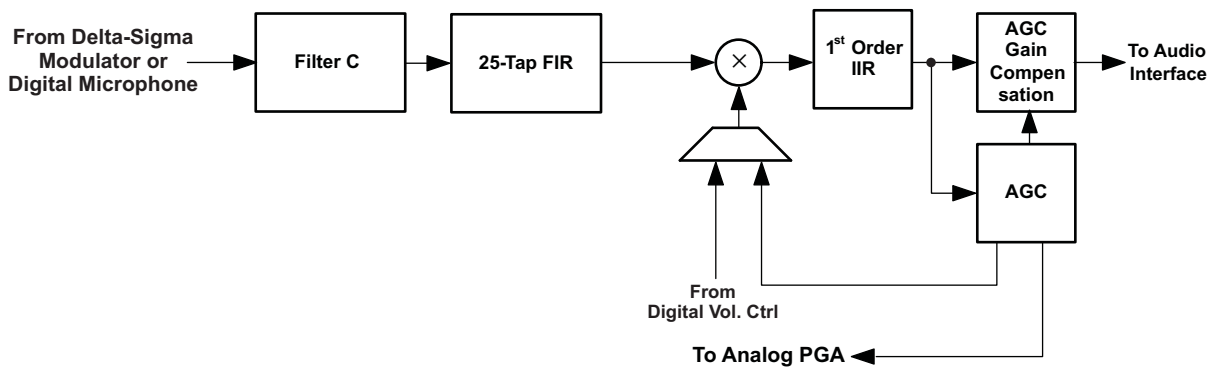 From Delta-Sigma
Modulator or
Digital Microphone
Filter C
25-Tap FIR
×
1st Order
IIR
AGC
Gain
Compen
sation
To Audio
Interface
AGC
From
Digital Vol. Ctrl
To Analog PGA